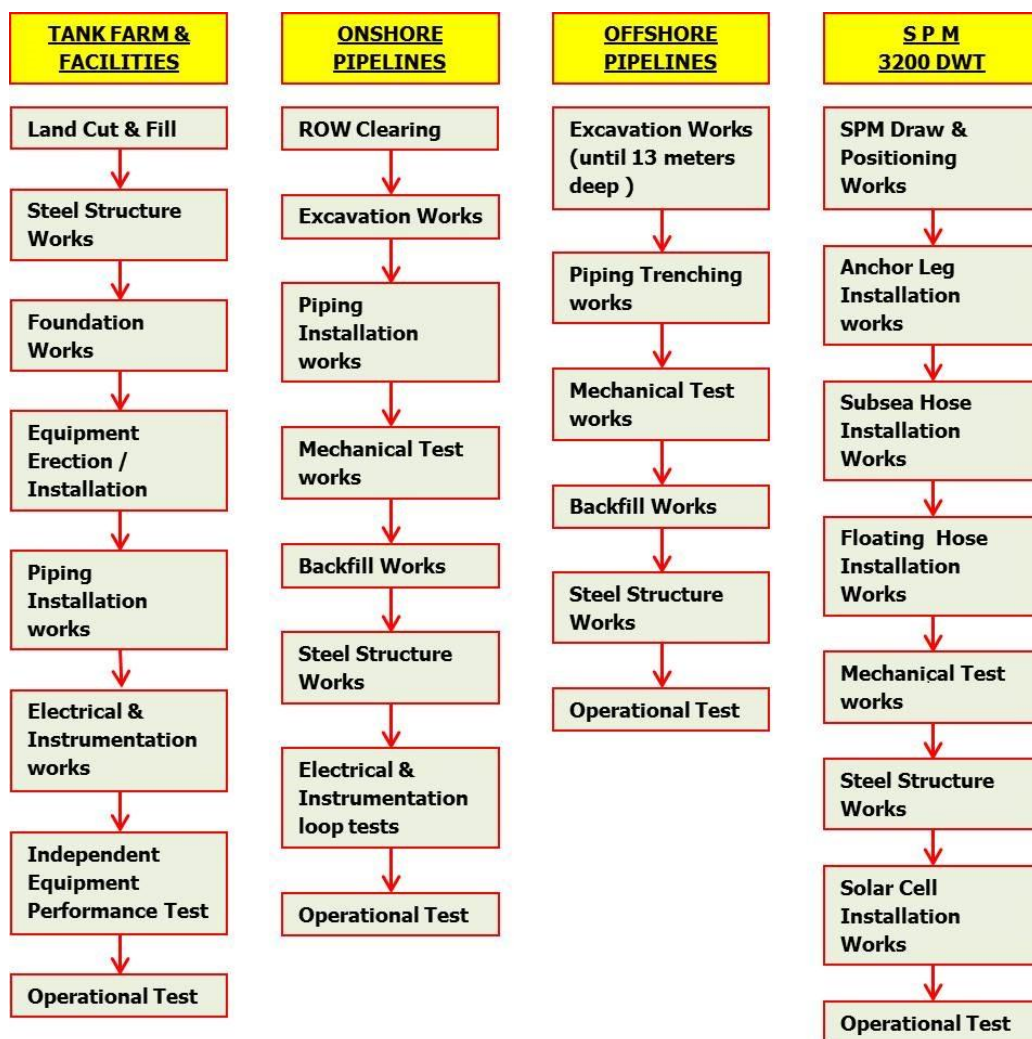 TANK FARM &
FACILITIES
Land Cut & Fill
Steel Structure
Works
Foundation
Works
Equipment
Erection /
Installation
Piping
Installation
works
Electrical &
Instrumentation
works
Independent
Equipment
Performance Test
Operational Test
ONSHORE
PIPELINES
ROW Clearing
Excavation Works
Piping
Installation
works
Mechanical Test
works
Backfill Works
Steel Structure
Works
Electrical &
Instrumentation
loop tests
Operational Test
OFFSHORE
PIPELINES
Excavation Works
(until 13 meters
deep )
Piping Trenching
works
Mechanical Test
works
Backfill Works
Steel Structure
Works
Operational Test
S P M
3200 DWT
SPM Draw &
Positioning
Works
Anchor Leg
Installation
works
Subsea Hose
Installation
Works
Floating Hose
Installation
Works
Mechanical Test
works
Steel Structure
Works
Solar Cell
Installation
Works
Operational Test